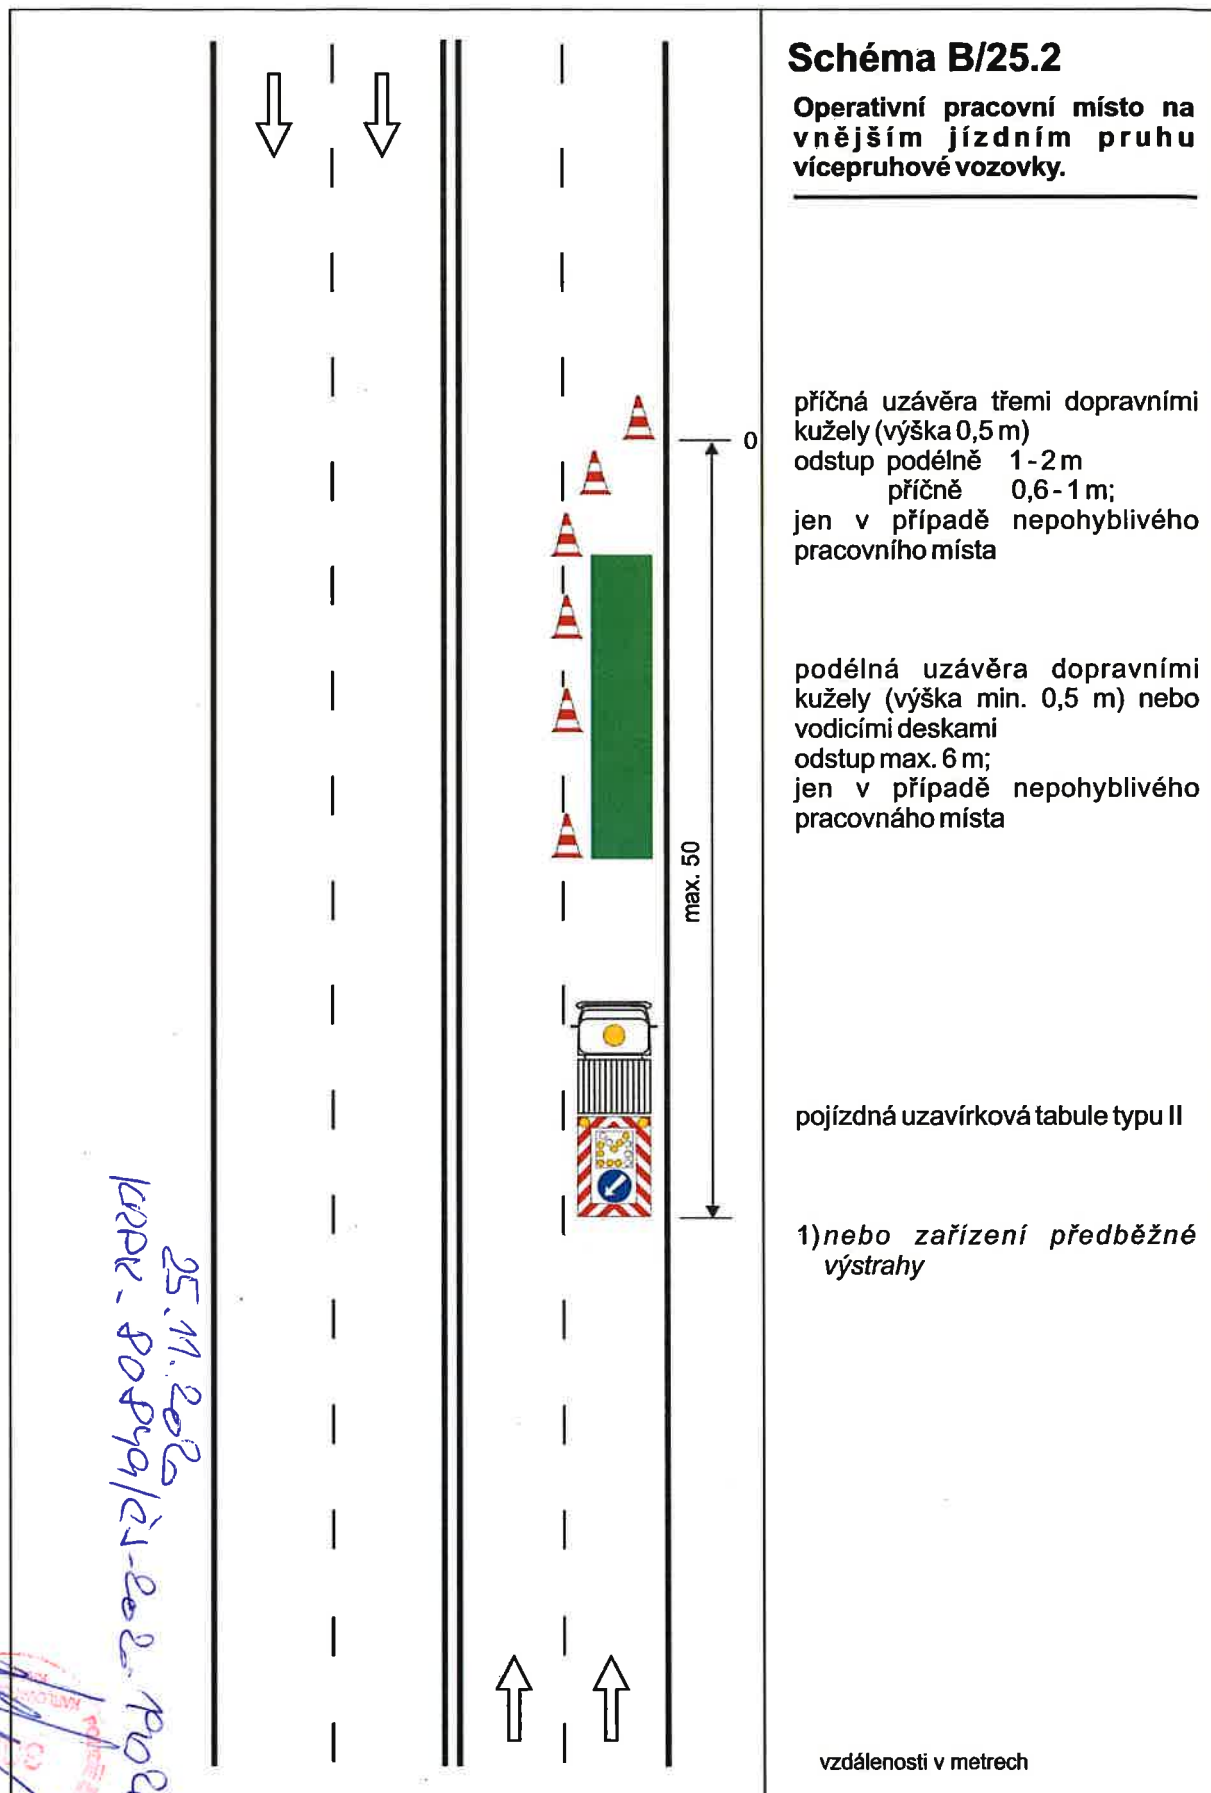 Schéma B/25.2
Operativní pracovní místo na
vnějším jízdním pruhu
vícepruhové vozovky.
příčná uzávěra třemi dopravními
kužely (výška 0,5 m)
odstup podélně 1 - 2 m
příčně 0,6 - 1 m;
jen v případě nepohyblivého
pracovního místa
podélná uzávěra dopravními
kužely (výška min. 0,5 m) nebo
vodicími deskami
odstup max. 6 m;
jen v případě nepohyblivého
pracovnáho místa
pojízdná uzavírková tabule typu II
1) nebo zařízení předběžné
výstrahy
vzdálenosti v metrech
0
max. 50
25.11.2020